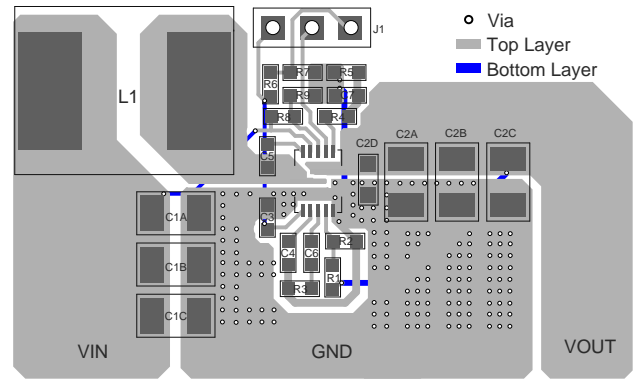 J1
Via
Top Layer
Bottom Layer
L1
R7
R5
R6
R9
C7
R8
R4
C5
C2D
C2A
C2B
C2C
C1A
C3
C1B
C4
C6
R2
R1
R3
C1C
VIN
GND
VOUT